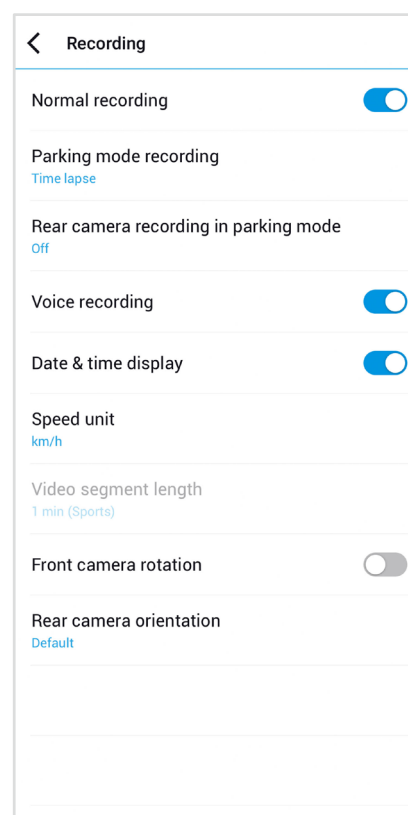 Recording
Normal recording
Parking mode recording
Time lapse
Rear camera recording in parking mode
Off
Voice recording
Date & time display
Speed unit
km/h
Video segment length
1 min (Sports)
Front camera rotation
Rear camera orientation
Default